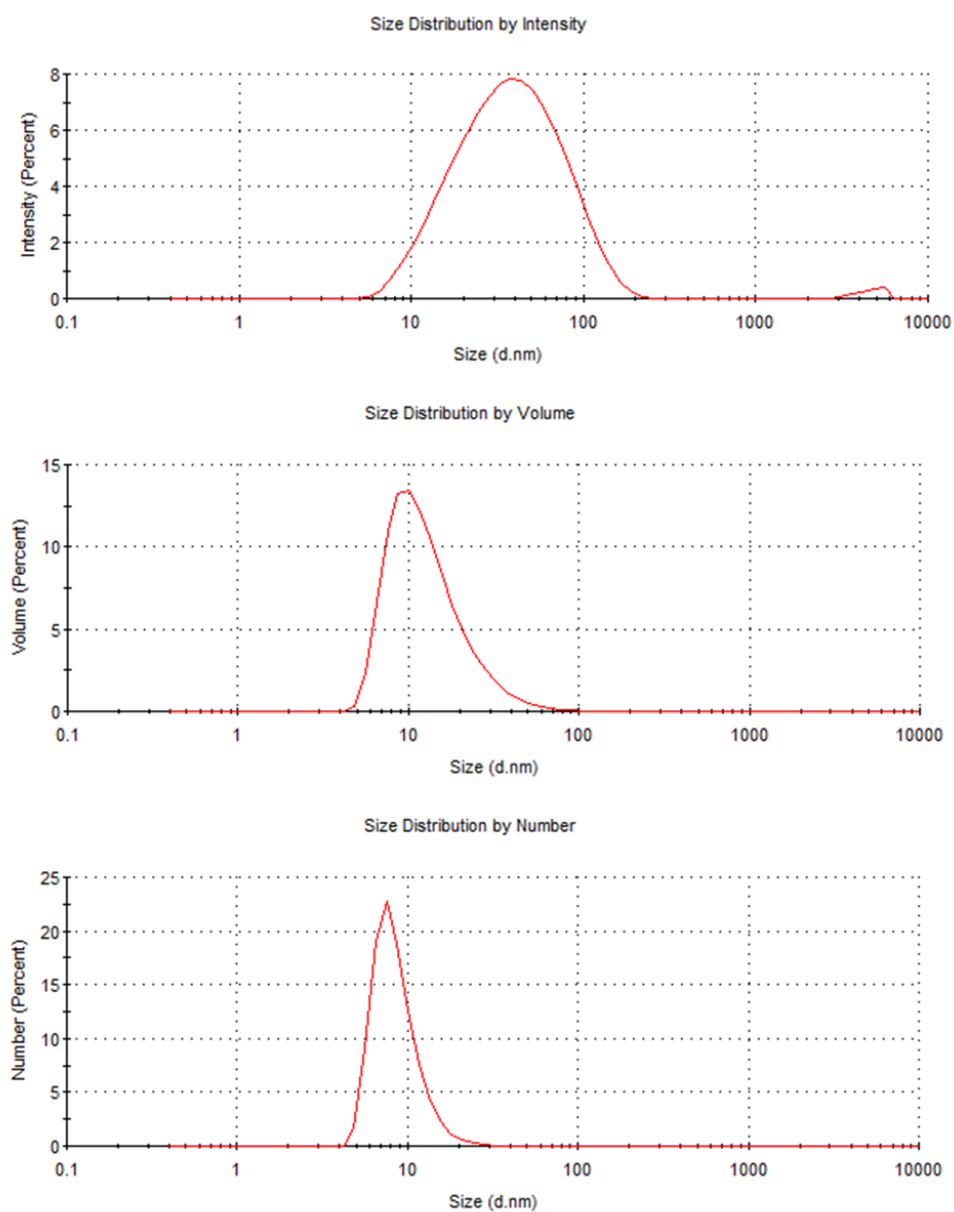 Size Distribution by Intensity
8
6
4
2
0
Intensity (Percent)
0.1 1 10 100 1000 10000
Size (d.nm)
Size Distribution by Volume
15
10
5
0
Volume (Percent)
0.1 1 10 100 1000 10000
Size (d.nm)
Size Distribution by Number
25
20
15
10
5
0
Number (Percent)
0.1 1 10 100 1000 10000
Size (d.nm)